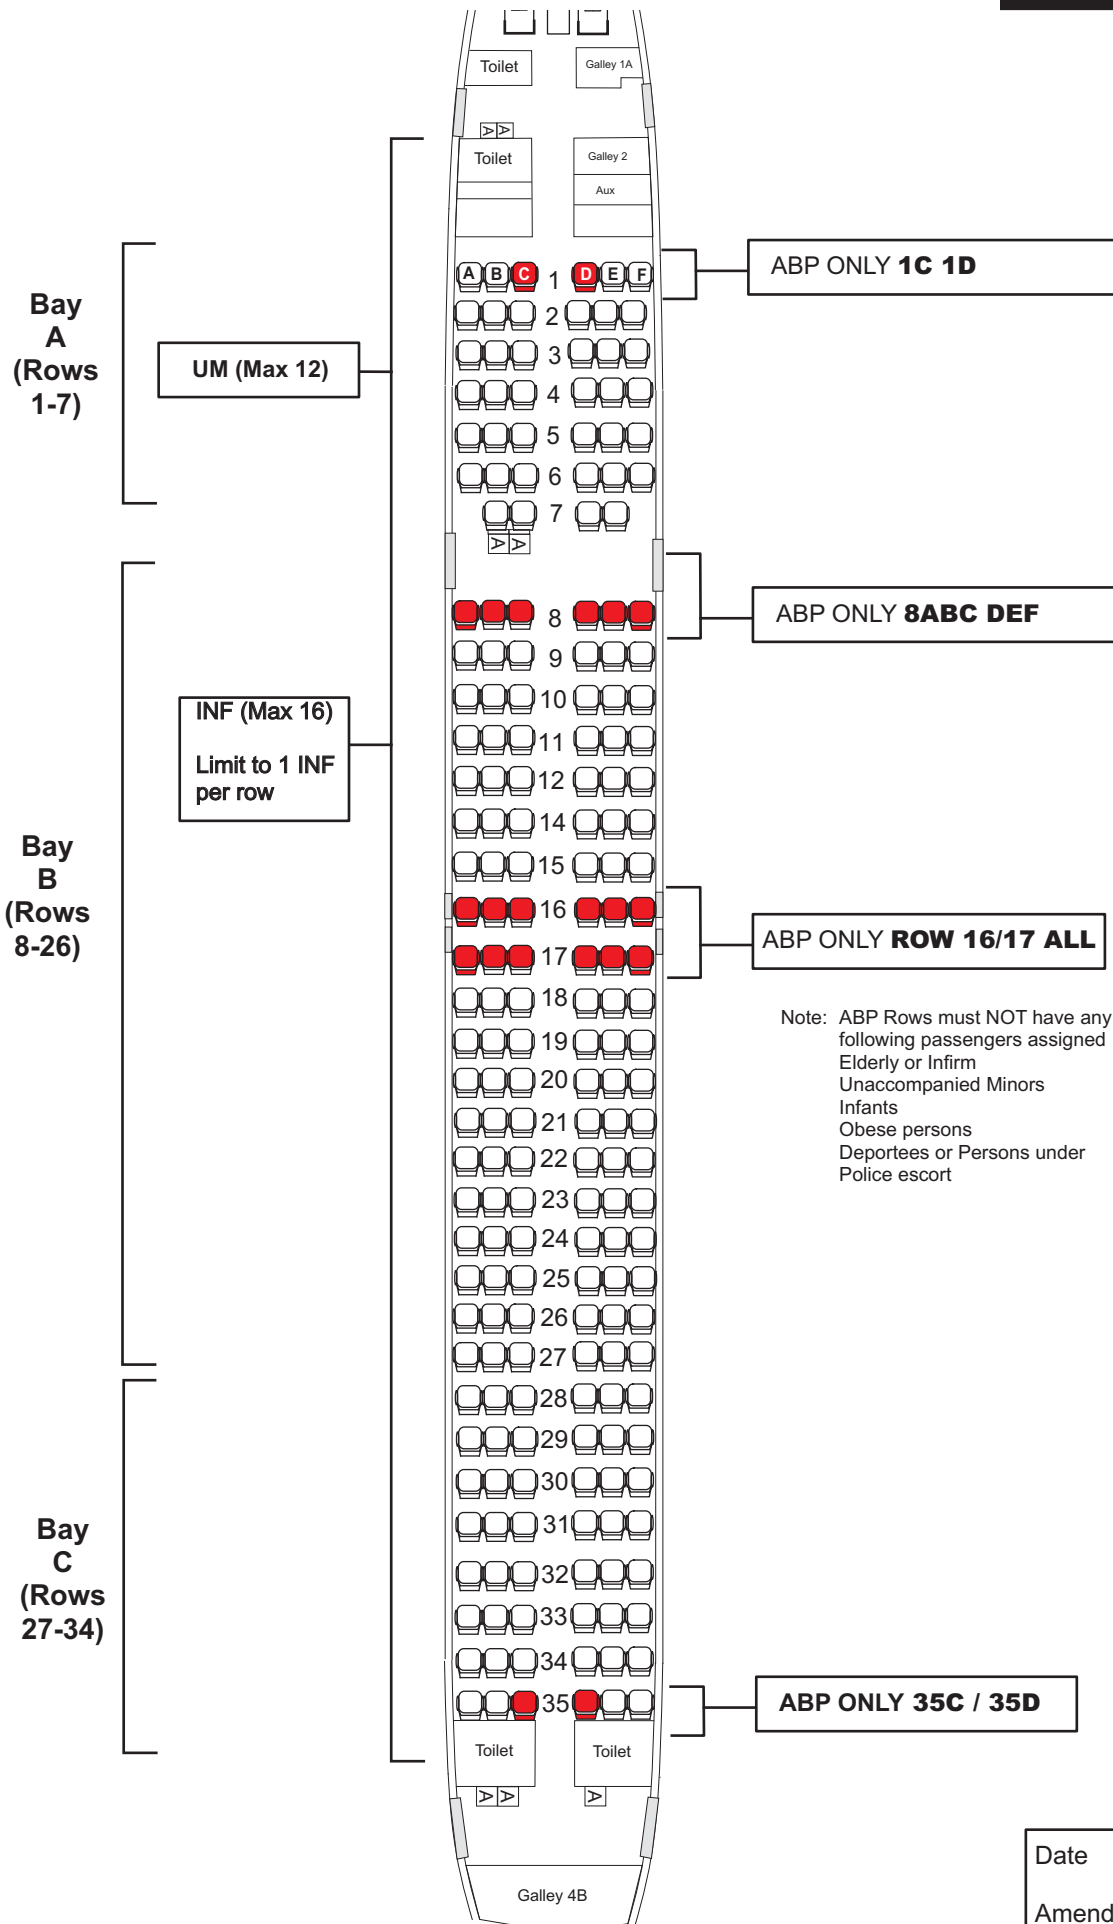 Toilet
Galley 1A
A A
Toilet
Galley 2
Aux
A B C 1 D E F
ABP ONLY 1C 1D
Bay
A
(Rows
1-7)
2
3
UM (Max 12)
4
5
6
7
A A
8
ABP ONLY 8ABC DEF
9
10
INF (Max 16)
Limit to 1 INF
per row
11
12
14
Bay
B
(Rows
8-26)
15
16
ABP ONLY ROW 16/17 ALL
17
18
Note: ABP Rows must NOT have any
following passengers assigned
Elderly or Infirm
Unaccompanied Minors
Infants
Obese persons
Deportees or Persons under
Police escort
19
20
21
22
23
24
25
26
27
28
29
30
31
Bay
C
(Rows
27-34)
32
33
34
35
ABP ONLY 35C / 35D
Toilet
Toilet
A A
A
Galley 4B
Date
Amend